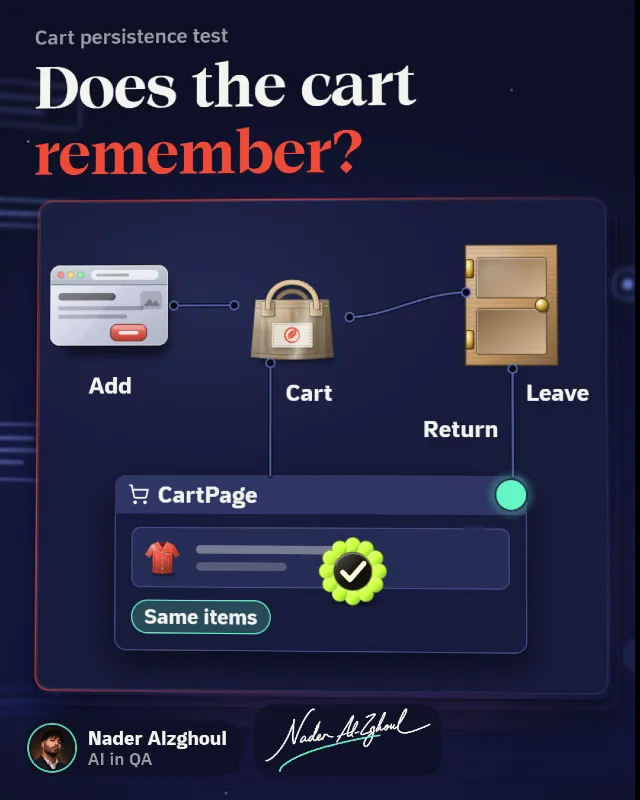 Cart persistence test
Does the cart
remember?
Add
Cart
Leave
Return
CartPage
Same items
Nader Alzghoul
AI in QA
Nader Al-Zghoul